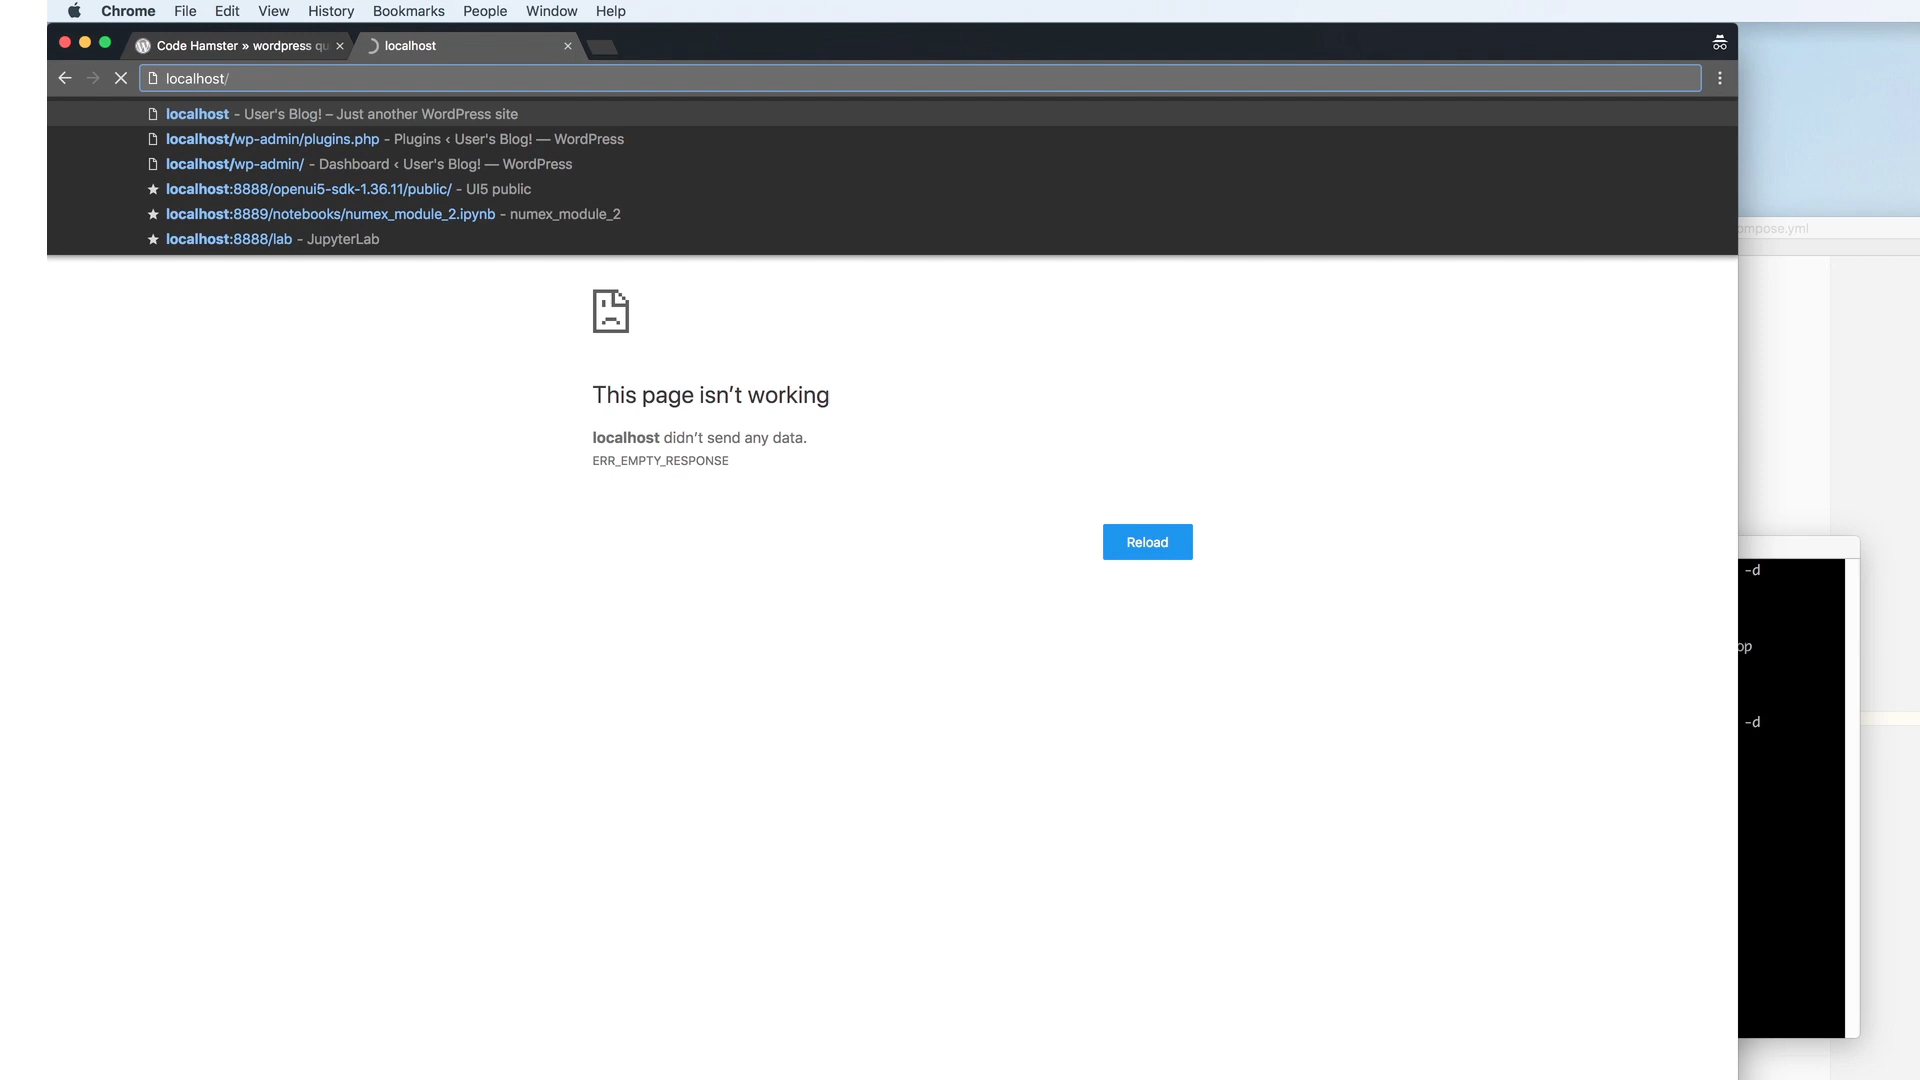 Chrome File Edit View History Bookmarks People Window Help
Code Hamster » wordpress qu
localhost
localhost/
localhost - User's Blog! – Just another WordPress site
localhost/wp-admin/plugins.php - Plugins ‹ User's Blog! — WordPress
localhost/wp-admin/ - Dashboard ‹ User's Blog! — WordPress
localhost:8888/openui5-sdk-1.36.11/public/ - UI5 public
localhost:8889/notebooks/numex_module_2.ipynb - numex_module_2
localhost:8888/lab - JupyterLab
ompose.yml
This page isn’t working
localhost didn’t send any data.
ERR_EMPTY_RESPONSE
Reload
-d
op
-d